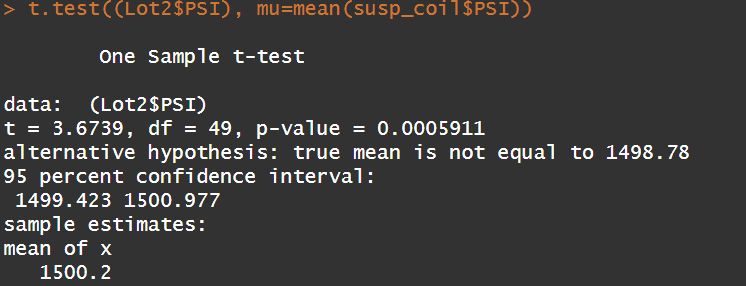 > t.test((Lot2$PSI), mu=mean(susp_coil$PSI))
One Sample t-test
data:  (Lot2$PSI)
t = 3.6739, df = 49, p-value = 0.0005911
alternative hypothesis: true mean is not equal to 1498.78
95 percent confidence interval:
1499.423 1500.977
sample estimates:
mean of x
1500.2